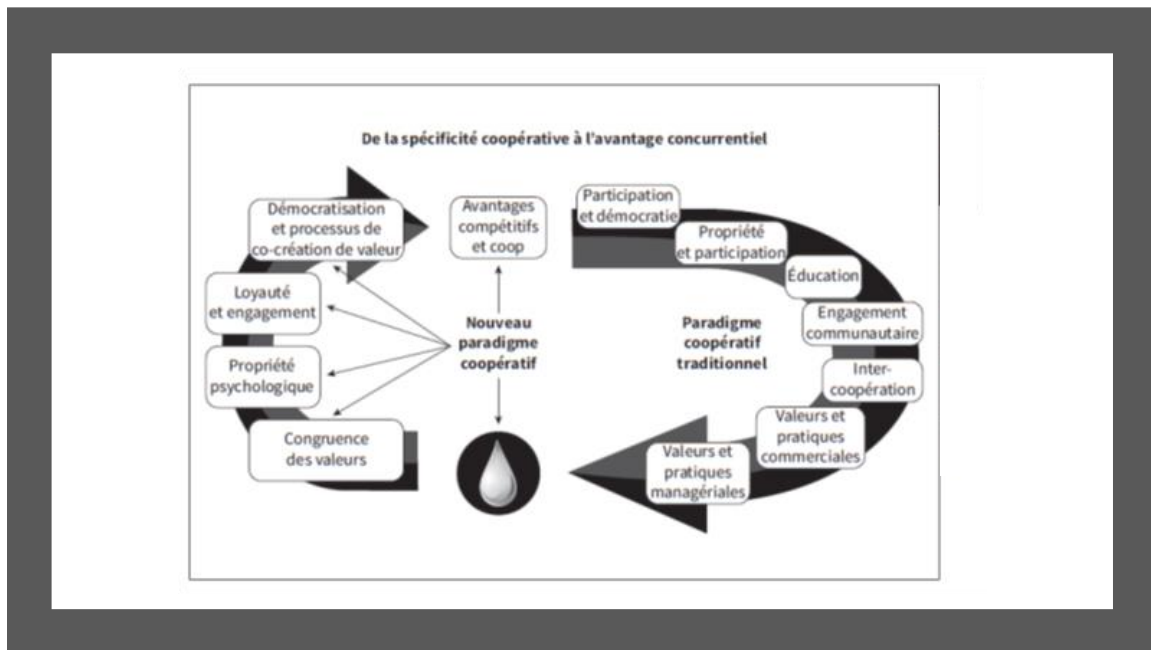 De la spécificité coopérative à l'avantage concurrentiel
Démocratisation
et processus de
co-création de valeur
Avantages
compétitifs
et coop
Participation
et démocratie
Propriété
et participation
Éducation
Loyauté
et engagement
Nouveau
paradigme
coopératif
Paradigme
coopératif
traditionnel
Engagement
communautaire
Propriété
psychologique
Inter-
coopération
Congruence
des valeurs
Valeurs et
pratiques
commerciales
Valeurs et
pratiques
managériales